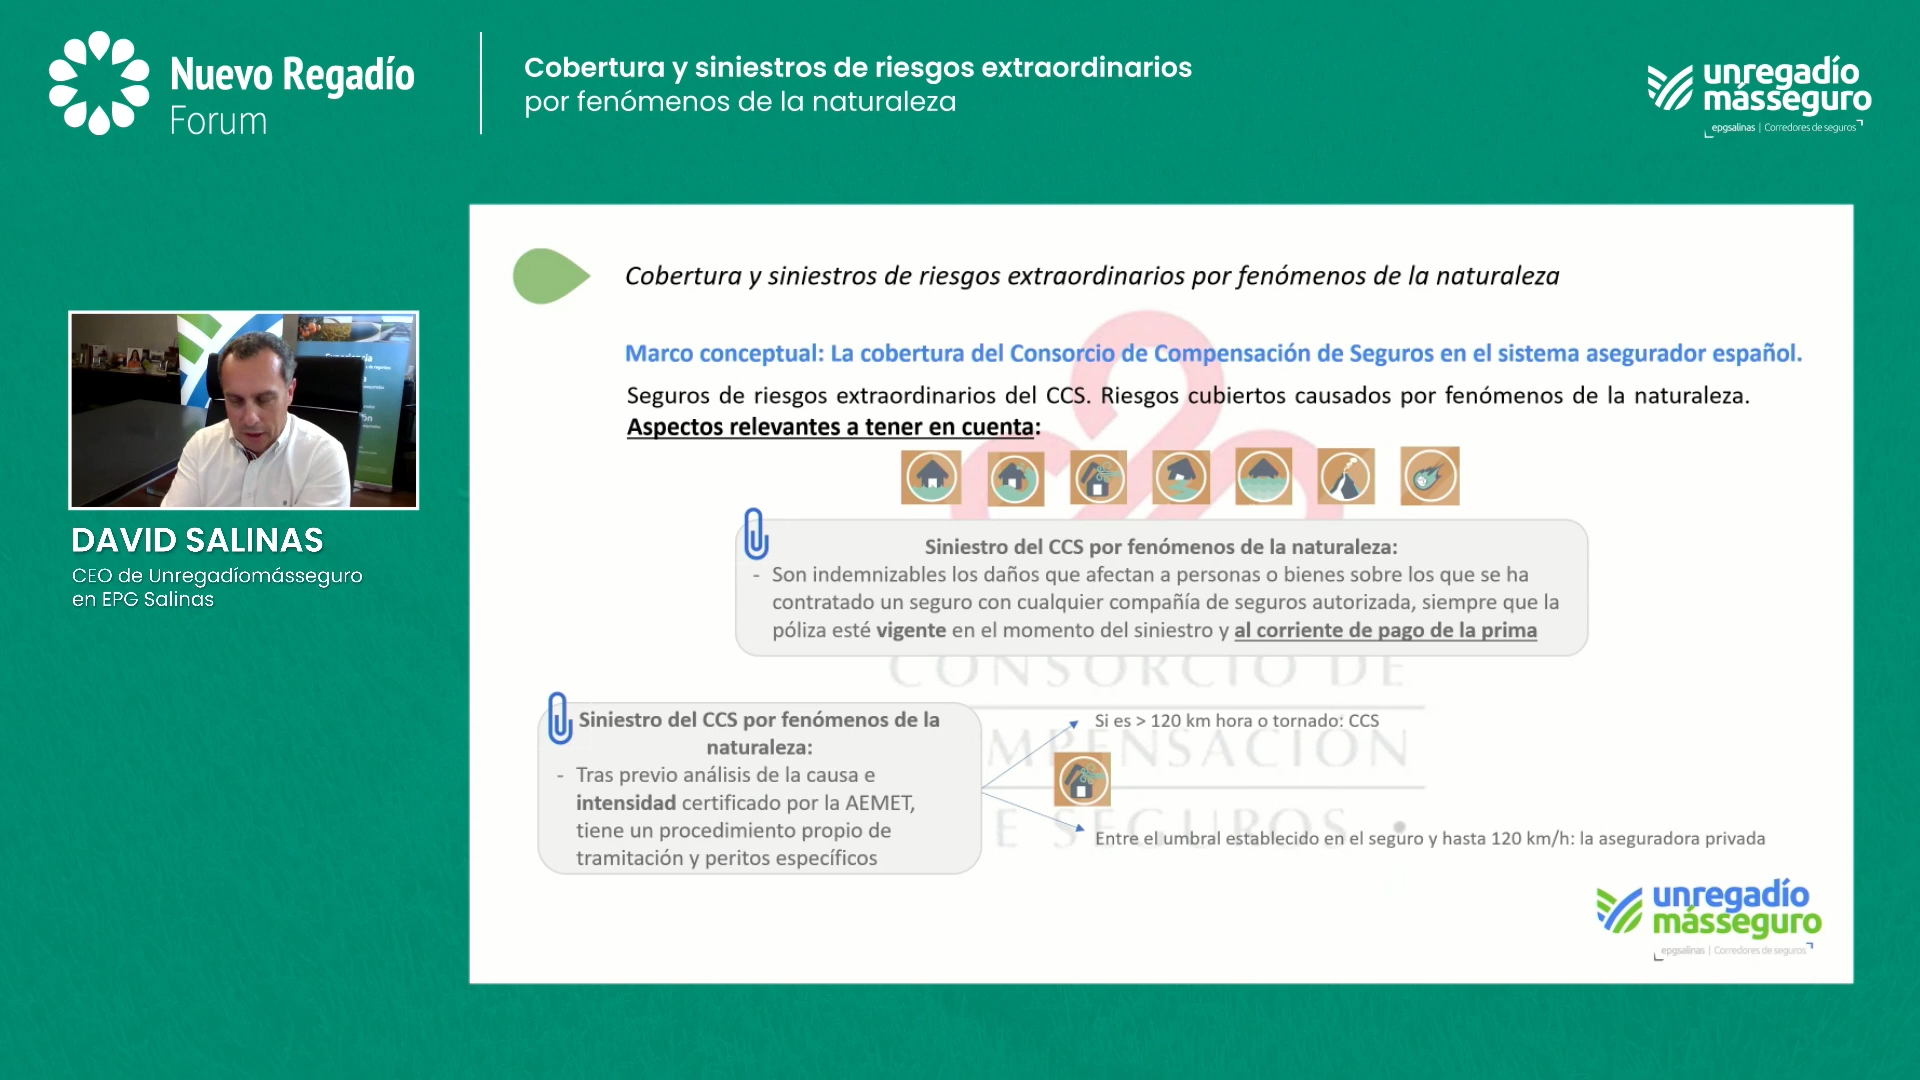 Nuevo Regadío
Forum
Cobertura y siniestros de riesgos extraordinarios
por fenómenos de la naturaleza
unregadío
másseguro
epgsalinas | Corredores de seguros
DAVID SALINAS
CEO de Unregadíomásseguro
en EPG Salinas
Cobertura y siniestros de riesgos extraordinarios por fenómenos de la naturaleza
Marco conceptual: La cobertura del Consorcio de Compensación de Seguros en el sistema asegurador español.
Seguros de riesgos extraordinarios del CCS. Riesgos cubiertos causados por fenómenos de la naturaleza.
Aspectos relevantes a tener en cuenta:
Siniestro del CCS por fenómenos de la naturaleza:
- Son indemnizables los daños que afectan a personas o bienes sobre los que se ha
contratado un seguro con cualquier compañía de seguros autorizada, siempre que la
póliza esté vigente en el momento del siniestro y al corriente de pago de la prima
CONSORCIO DE
MPENSACIÓN
E SEGUROS
Siniestro del CCS por fenómenos de la
naturaleza:
- Tras previo análisis de la causa e
intensidad certificado por la AEMET,
tiene un procedimiento propio de
tramitación y peritos específicos
Si es > 120 km hora o tornado: CCS
Entre el umbral establecido en el seguro y hasta 120 km/h: la aseguradora privada
unregadío
másseguro
epgsalinas | Corredores de seguros